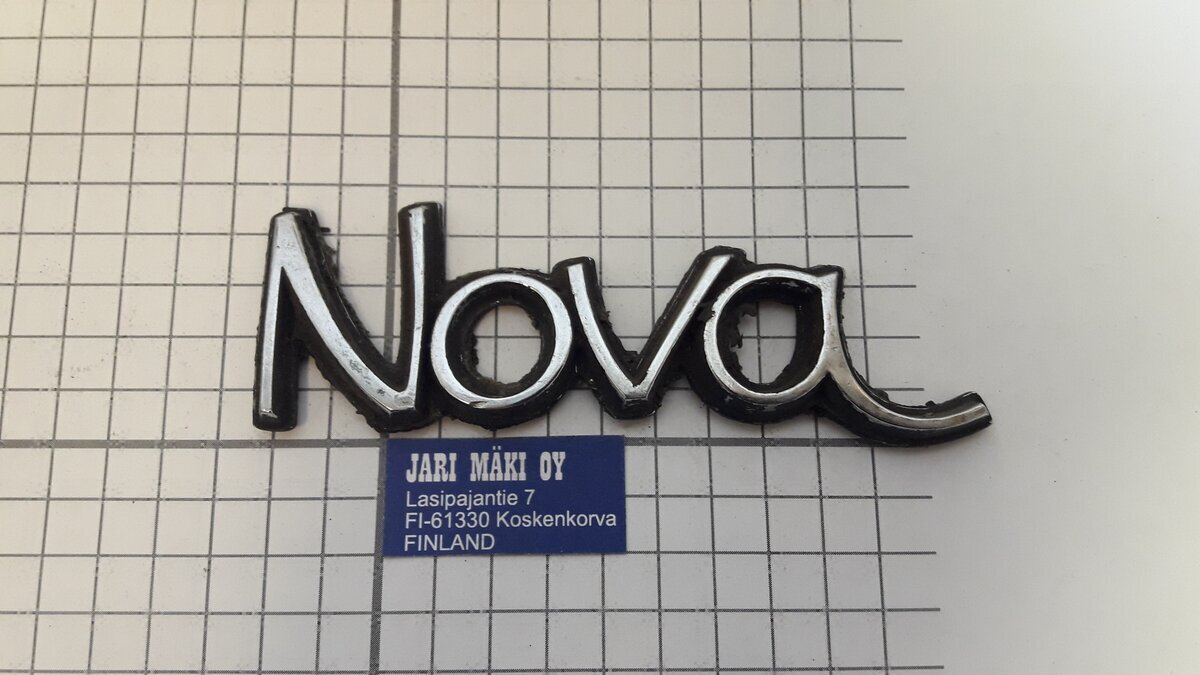 Nova
JARI MÄKI OY
Lasipajantie 7
FI-61330 Koskenkorva
FINLAND